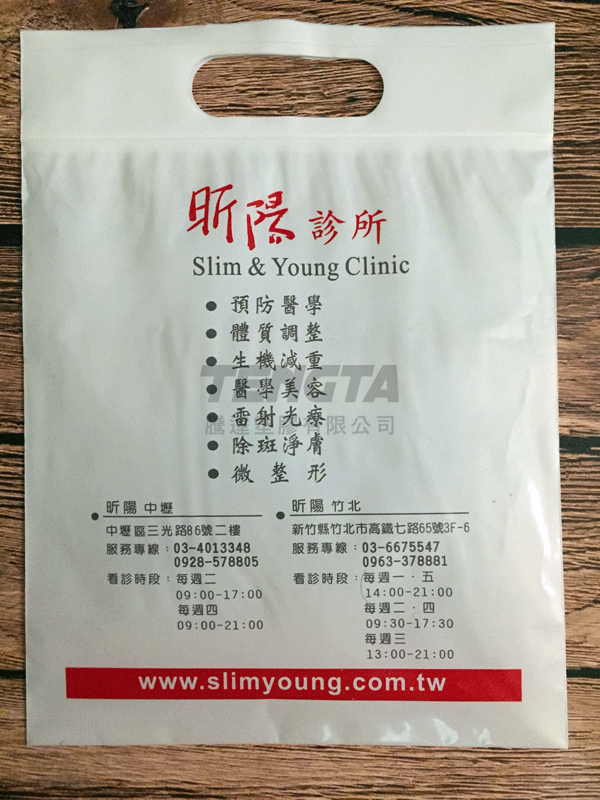 昕陽診所
Slim & Young Clinic
● 預防醫學
● 體質調整
● 生機減重
● 醫學美容
● 雷射光療
● 除斑淨膚
● 微整形
TENGTA
騰達塑膠有限公司
● 昕陽 中壢
中壢區三光路86號二樓
服務專線：03-4013348
0928-578805
看診時段：每週二
09:00-17:00
每週四
09:00-21:00
● 昕陽 竹北
新竹縣竹北市高鐵七路65號3F-6
服務專線：03-6675547
0963-378881
看診時段：每週一．五
14:00-21:00
每週二．四
09:30-17:30
每週三
13:00-21:00
www.slimyoung.com.tw